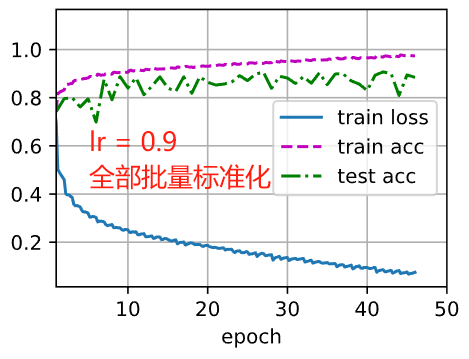 1.0
0.8
0.6
0.4
0.2
10
20
30
40
50
epoch
train loss
train acc
test acc
lr = 0.9
全部批量标准化